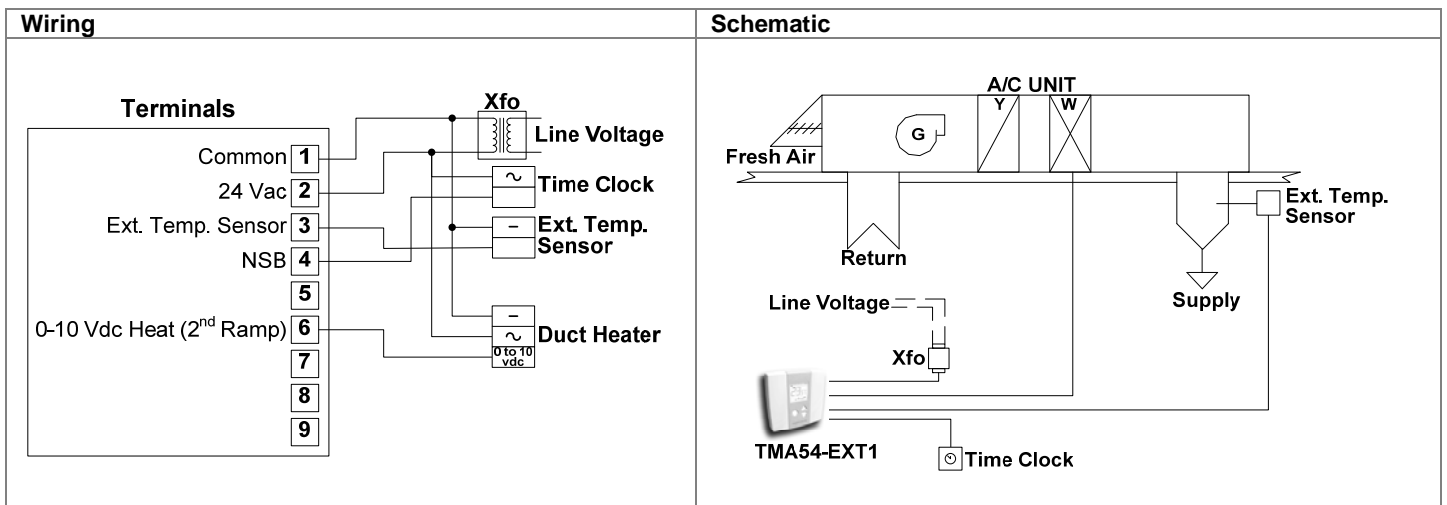 Wiring
Schematic
Terminals
Common 1
24 Vac 2
Ext. Temp. Sensor 3
NSB 4
5
0-10 Vdc Heat (2nd Ramp) 6
7
8
9
Xfo
Line Voltage
~
Time Clock
–
Ext. Temp.
Sensor
–
~
Duct Heater
0 to 10
vdc
A/C UNIT
Y
W
G
Fresh Air
Return
Ext. Temp.
Sensor
Supply
Line Voltage
Xfo
TMA54-EXT1
Time Clock